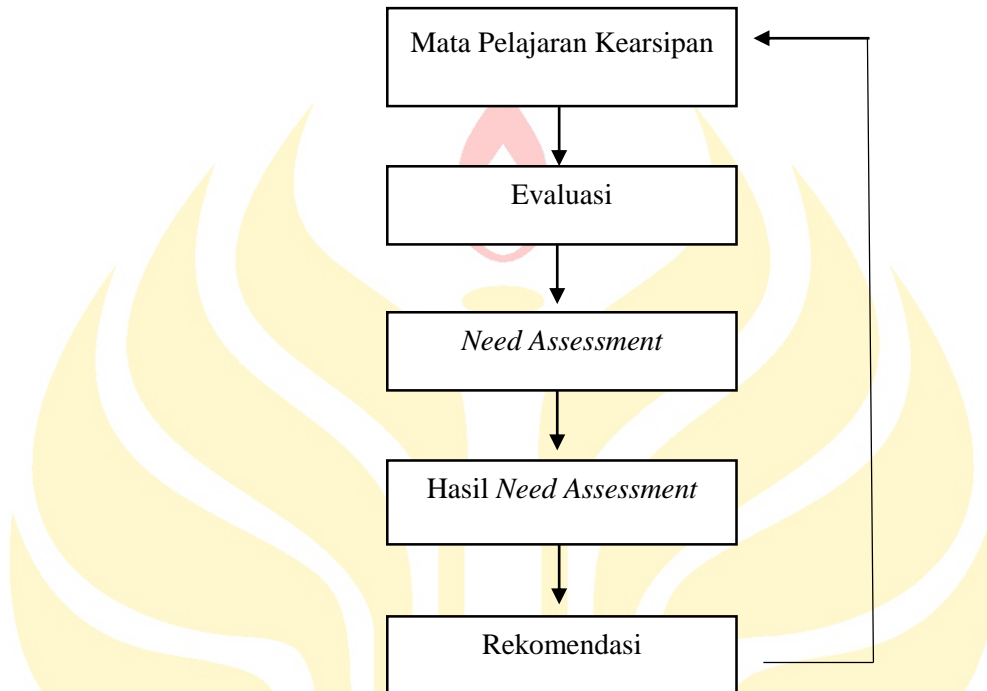 Mata Pelajaran Kearsipan
Evaluasi
Need Assessment
Hasil Need Assessment
Rekomendasi